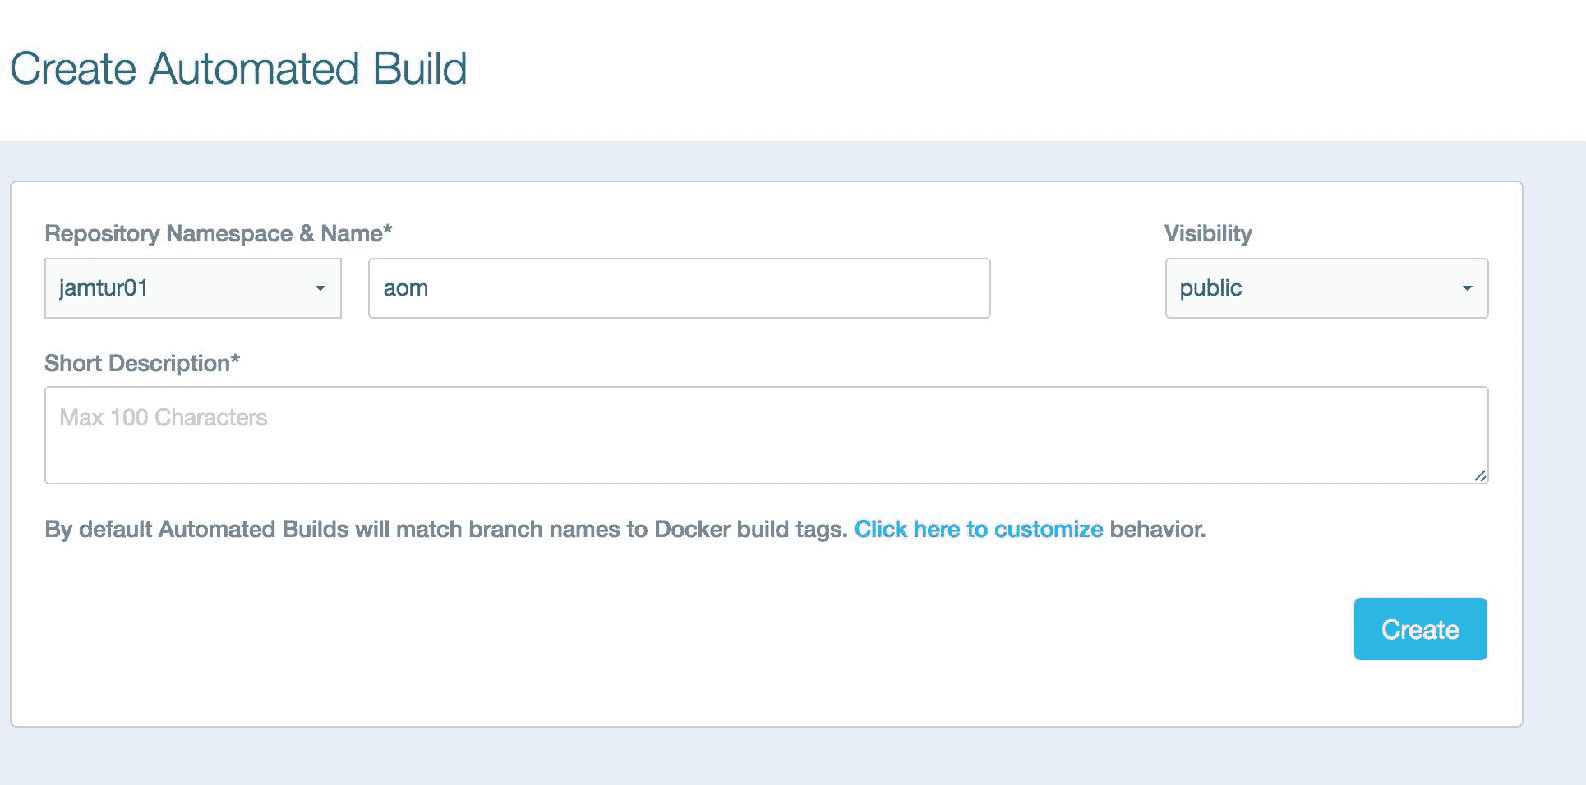 Create Automated Build
Repository Namespace & Name* Visibility
jamtur01 aom public
Short Description*
Max 100 Characters
By default Automated Builds will match branch names to Docker build tags. Click here to customize behavior.
Create